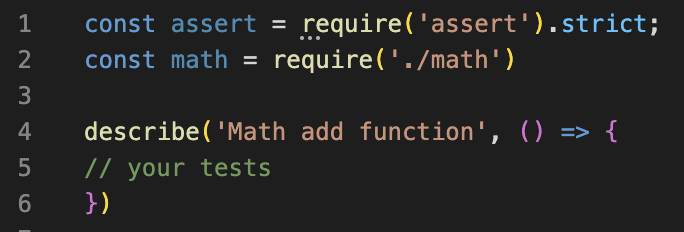 1 const assert = require('assert').strict;
2 const math = require('./math')
3
4 describe('Math add function', () => {
5 // your tests
6 })